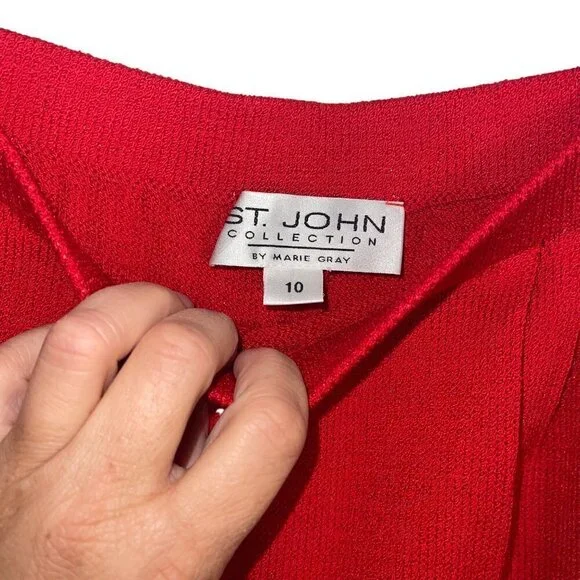 ST. JOHN
COLLECTION
BY MARIE GRAY
10